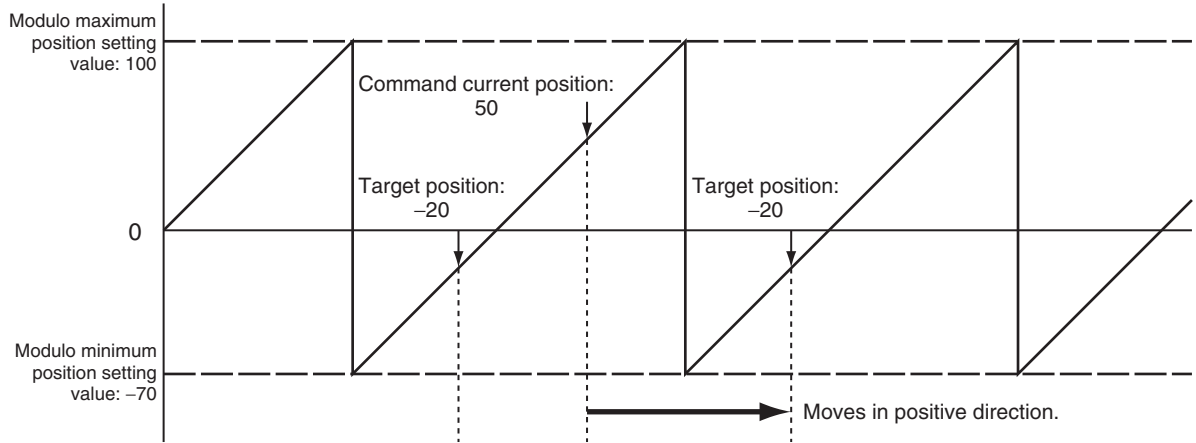 Modulo maximum
position setting
value: 100
Command current position:
50
Target position:
−20
Target position:
−20
0
Modulo minimum
position setting
value: −70
Moves in positive direction.